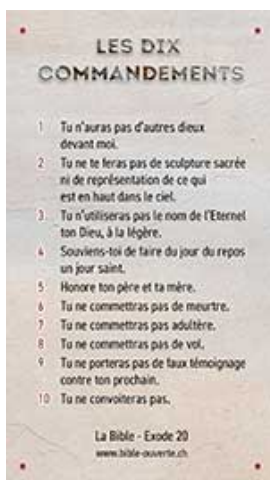 LES DIX
COMMANDEMENTS
1 Tu n'auras pas d'autres dieux
devant moi.
2 Tu ne te feras pas de sculpture sacrée
ni de représentation de ce qui
est en haut dans le ciel.
3. Tu n'utiliseras pas le nom de l'Eternel
ton Dieu, à la légère.
4 Souviens-toi de faire du jour du repos
un jour saint.
5 Honore ton père et ta mère.
6 Tu ne commettras pas de meurtre.
7 Tu ne commettras pas adultère.
8 Tu ne commettras pas de vol.
9 Tu ne porteras pas de faux témoignage
contre ton prochain.
10 Tu ne convoiteras pas.
La Bible - Exode 20
www.bible-ouverte.ch